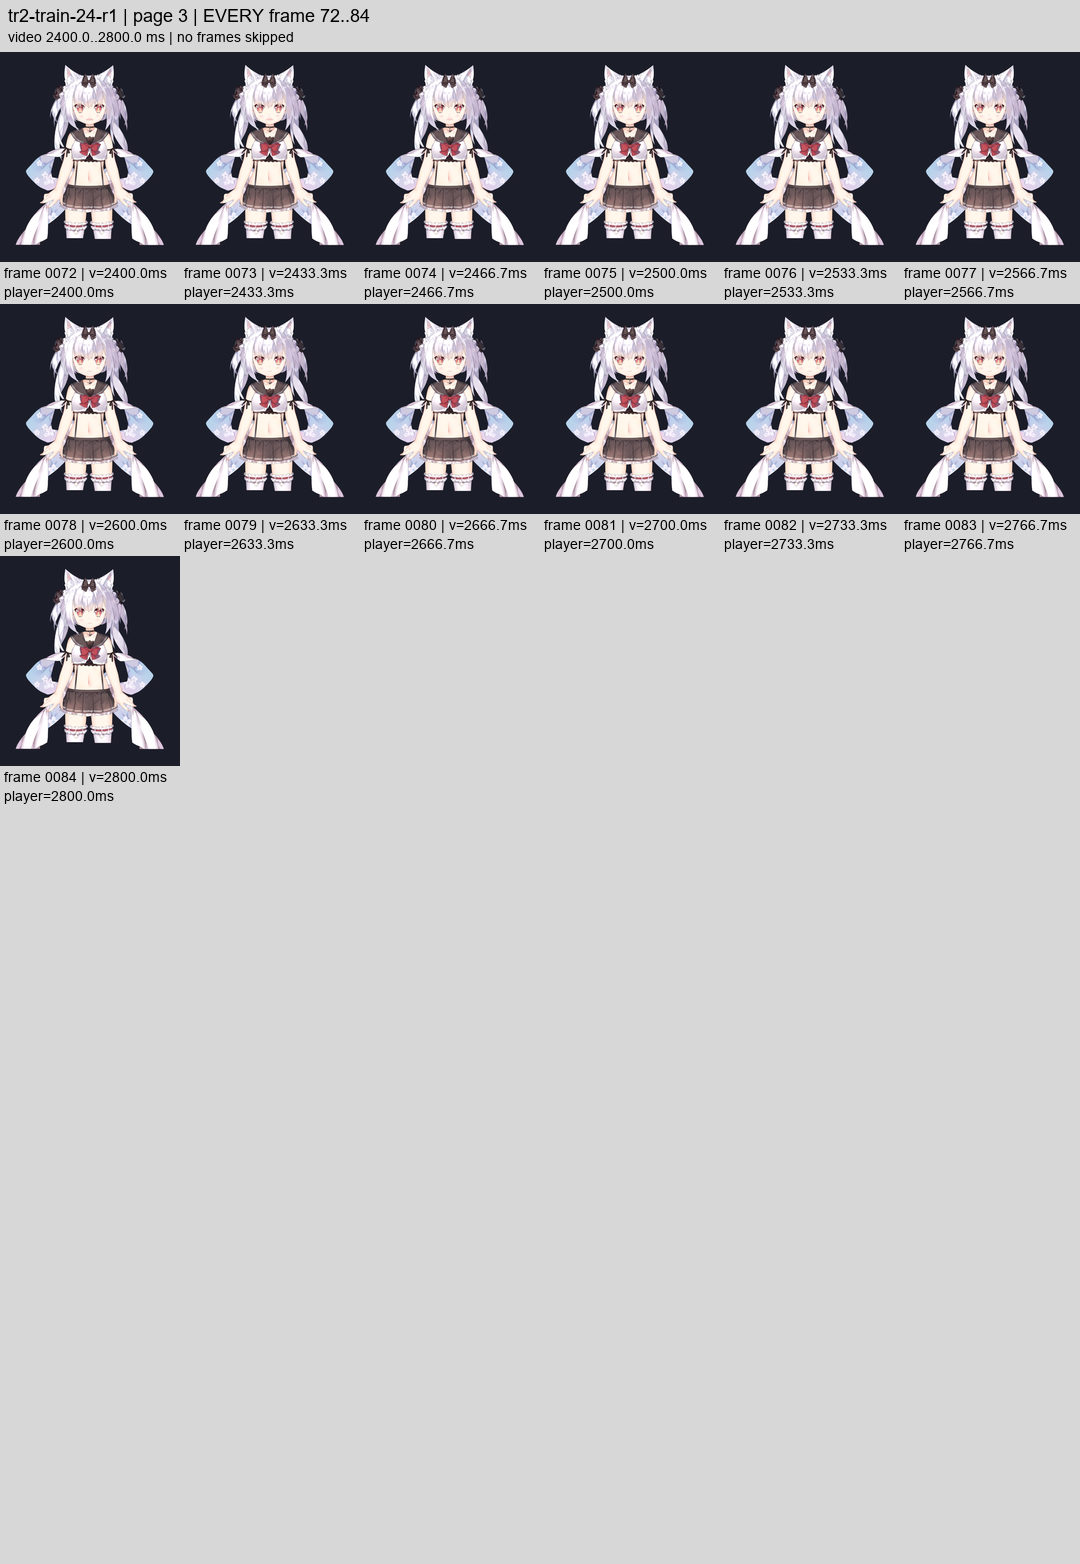 tr2-train-24-r1 | page 3 | EVERY frame 72..84
video 2400.0..2800.0 ms | no frames skipped
frame 0072 | v=2400.0ms
player=2400.0ms
frame 0073 | v=2433.3ms
player=2433.3ms
frame 0074 | v=2466.7ms
player=2466.7ms
frame 0075 | v=2500.0ms
player=2500.0ms
frame 0076 | v=2533.3ms
player=2533.3ms
frame 0077 | v=2566.7ms
player=2566.7ms
frame 0078 | v=2600.0ms
player=2600.0ms
frame 0079 | v=2633.3ms
player=2633.3ms
frame 0080 | v=2666.7ms
player=2666.7ms
frame 0081 | v=2700.0ms
player=2700.0ms
frame 0082 | v=2733.3ms
player=2733.3ms
frame 0083 | v=2766.7ms
player=2766.7ms
frame 0084 | v=2800.0ms
player=2800.0ms